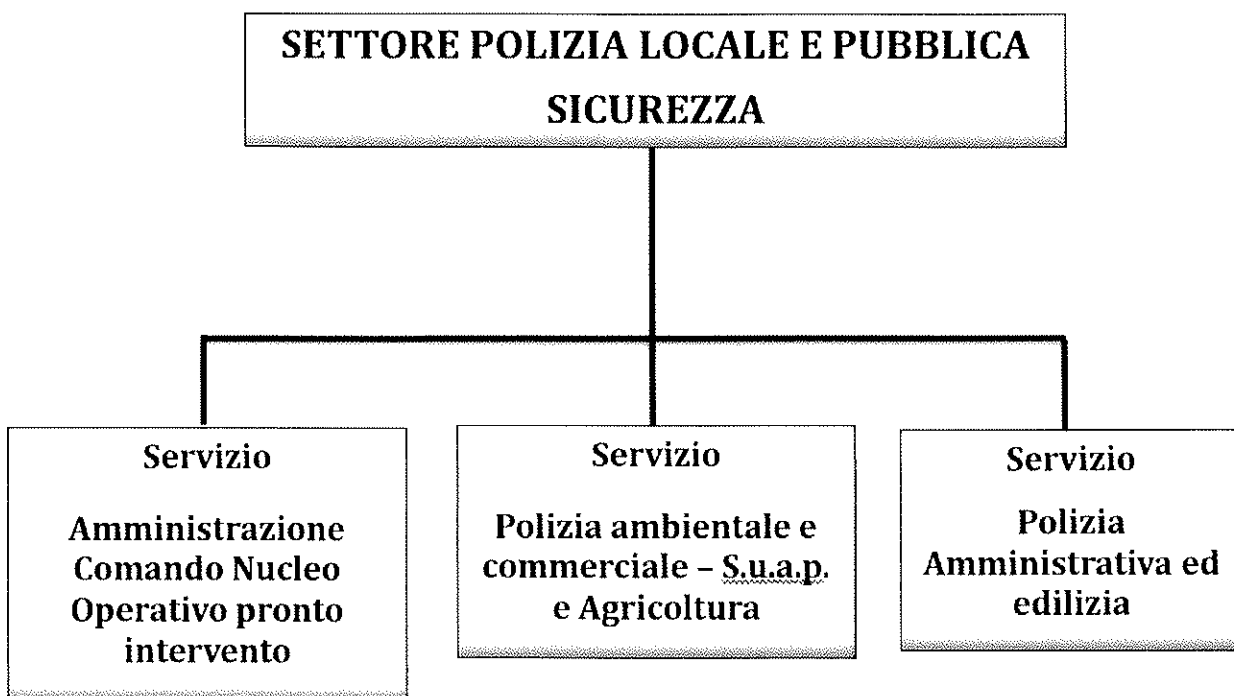 SETTORE POLIZIA LOCALE E PUBBLICA
SICUREZZA
Servizio
Amministrazione
Comando Nucleo
Operativo pronto
intervento
Servizio
Polizia ambientale e
commerciale – S.u.a.p.
e Agricoltura
Servizio
Polizia
Amministrativa ed
edilizia